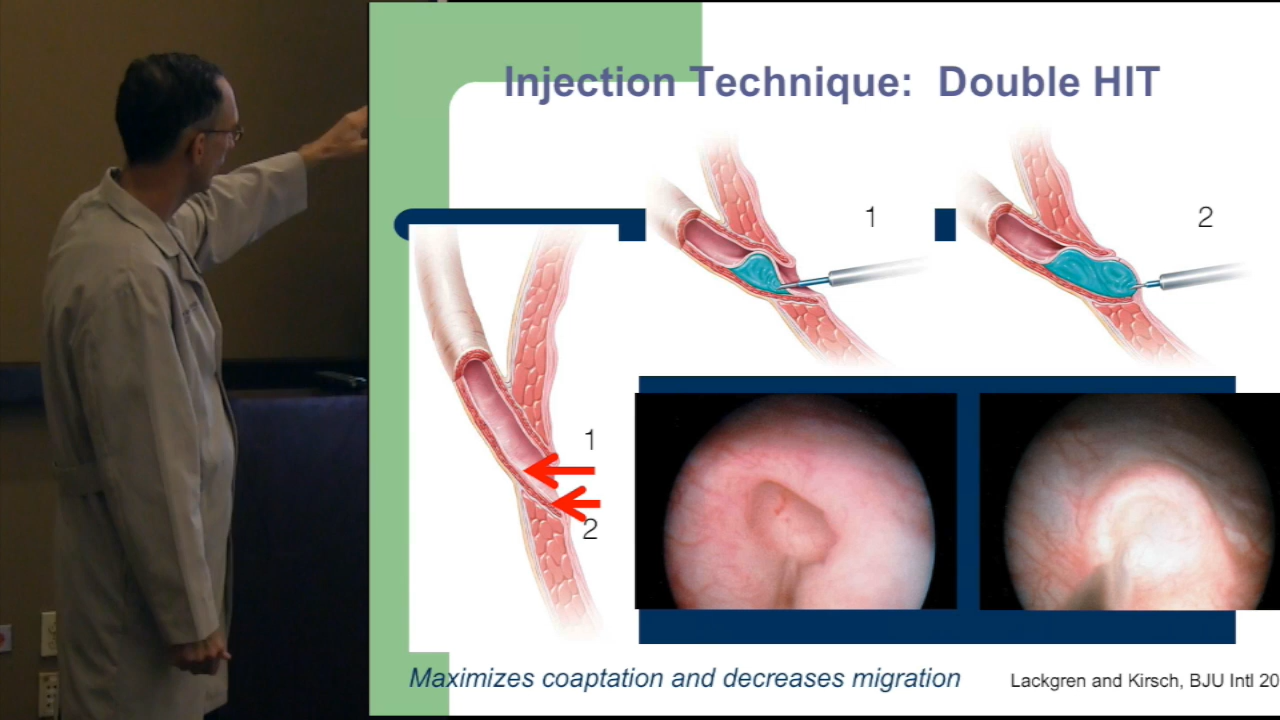 Injection Technique: Double HIT
1
2
1
2
Maximizes coaptation and decreases migration
Lackgren and Kirsch, BJU Intl 20